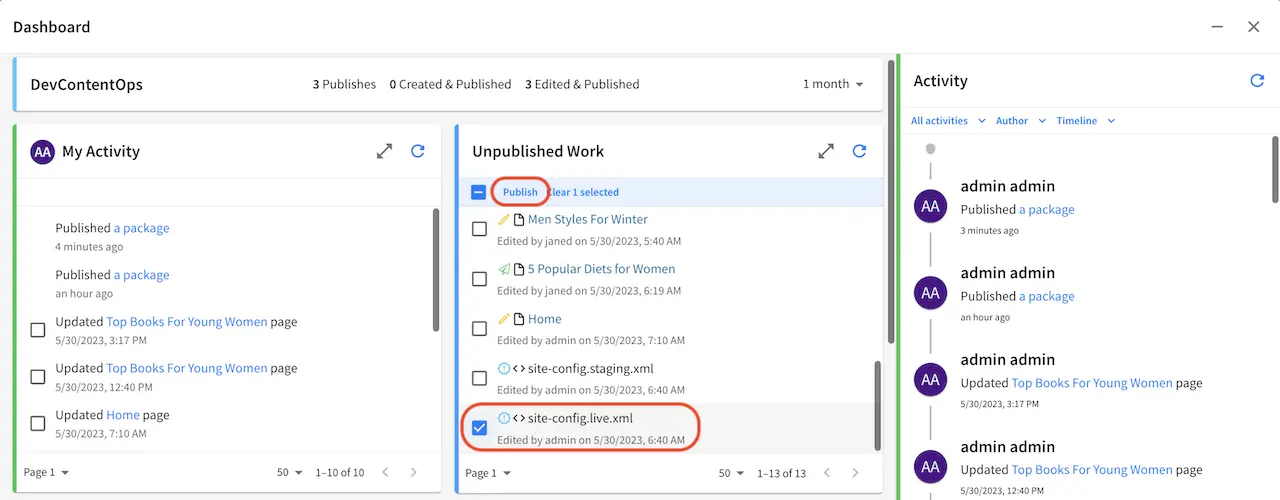 Dashboard
DevContentOps
3 Publishes 0 Created & Published 3 Edited & Published
1 month
AA My Activity
Published a package
4 minutes ago
Published a package
an hour ago
Updated Top Books For Young Women page
5/30/2023, 3:17 PM
Updated Top Books For Young Women page
5/30/2023, 12:40 PM
Updated Home page
5/30/2023, 7:10 AM
Page 1 50 1–10 of 10
Unpublished Work
Publish Clear 1 selected
Men Styles For Winter
Edited by janed on 5/30/2023, 5:40 AM
5 Popular Diets for Women
Edited by janed on 5/30/2023, 6:19 AM
Home
Edited by admin on 5/30/2023, 7:10 AM
site-config.staging.xml
Edited by admin on 5/30/2023, 6:40 AM
site-config.live.xml
Edited by admin on 5/30/2023, 6:40 AM
Page 1 50 1–13 of 13
Activity
All activities Author Timeline
AA
admin admin
Published a package
3 minutes ago
AA
admin admin
Published a package
an hour ago
AA
admin admin
Updated Top Books For Young Women page
5/30/2023, 3:17 PM
AA
admin admin
Updated Top Books For Young Women page
5/30/2023, 12:40 PM